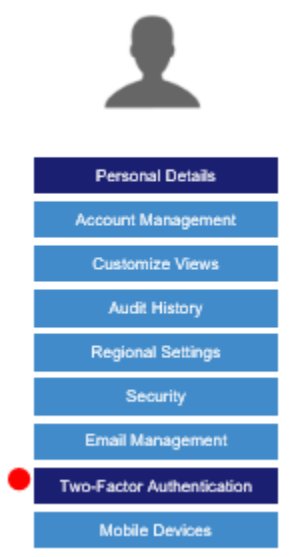 Personal Details
Account Management
Customize Views
Audit History
Regional Settings
Security
Email Management
Two-Factor Authentication
Mobile Devices